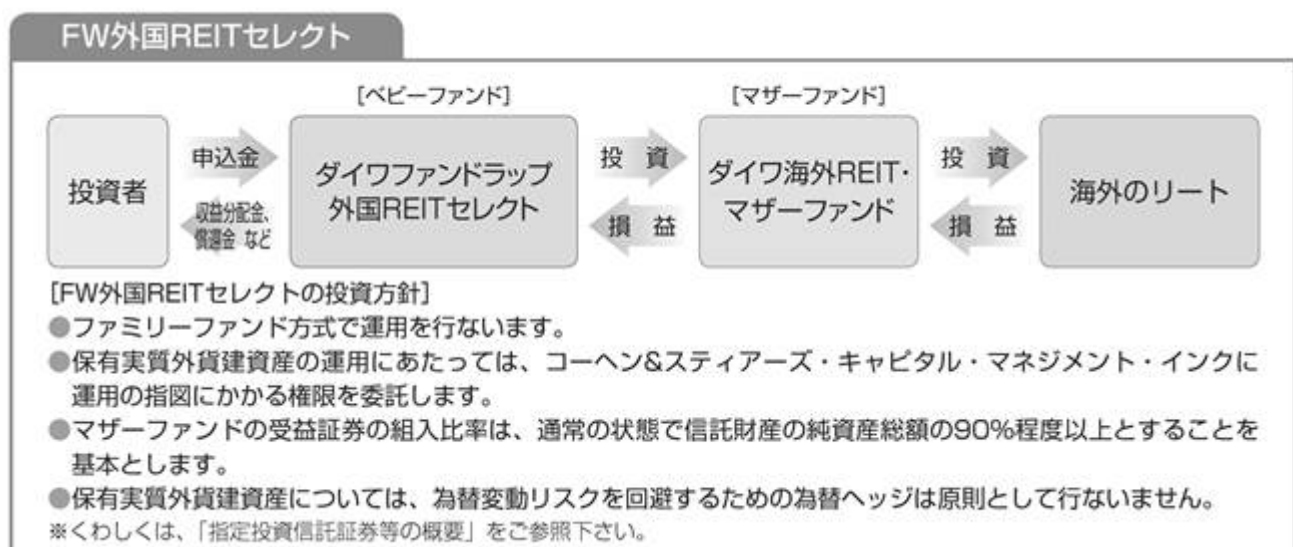 FW外国REITセレクト
[ベビーファンド]
[マザーファンド]
投資者
申込金
収益分配金、
償還金 など
ダイワファンドラップ
外国REITセレクト
投 資
損 益
ダイワ海外REIT・
マザーファンド
投 資
損 益
海外のリート
[FW外国REITセレクトの投資方針]
●ファミリーファンド方式で運用を行ないます。
●保有実質外貨建資産の運用にあたっては、コーヘン&スティアーズ・キャピタル・マネジメント・インクに
運用の指図にかかる権限を委託します。
●マザーファンドの受益証券の組入比率は、通常の状態で信託財産の純資産総額の90%程度以上とすることを
基本とします。
●保有実質外貨建資産については、為替変動リスクを回避するための為替ヘッジは原則として行ないません。
※くわしくは、「指定投資信託証券等の概要」をご参照下さい。